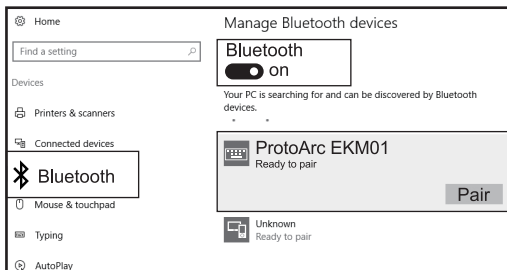 Home
Find a setting
Devices
Printers & scanners
Connected devices
Bluetooth
Mouse & touchpad
Typing
AutoPlay
Manage Bluetooth devices
Bluetooth
on
Your PC is searching for and can be discovered by Bluetooth
devices.
ProtoArc EKM01
Ready to pair
Pair
Unknown
Ready to pair